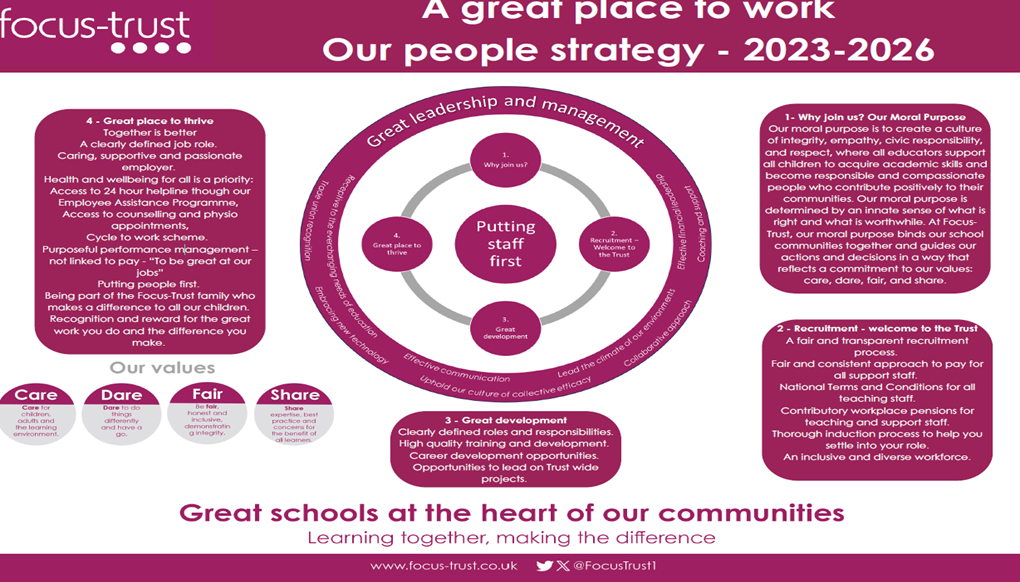 focus-trust
A great place to work
Our people strategy - 2023-2026
4 - Great place to thrive
Together is better
A clearly defined job role.
Caring, supportive and passionate
employer.
Health and wellbeing for all is a priority:
Access to 24 hour helpline though our
Employee Assistance Programme,
Access to counselling and physio
appointments,
Cycle to work scheme.
Purposeful performance management –
not linked to pay - "To be great at our
jobs"
Putting people first.
Being part of the Focus-Trust family who
makes a difference to all our children.
Recognition and reward for the great
work you do and the difference you
make.
Our values
Care
Care for
children,
adults and
the learning
environment.
Dare
Dare to do
things
differently
and have a
go.
Fair
Be fair,
honest and
inclusive,
demonstratin
g integrity.
Share
Share
expertise, best
practice and
concerns for
the benefit of
all learners.
Great leadership and management
Trade union recognition
Receptive to the everchanging needs of education
Embracing new technology
Effective communication
Uphold our culture of collective efficacy
Lead the climate of our environments
Collaborative approach
Effective financial leadership
Coaching and support
1.
Why join us?
2.
Recruitment –
Welcome to
the Trust
3.
Great
development
4.
Great place to
thrive
Putting
staff
first
3 - Great development
Clearly defined roles and responsibilities.
High quality training and development.
Career development opportunities.
Opportunities to lead on Trust wide
projects.
1- Why join us? Our Moral Purpose
Our moral purpose is to create a culture
of integrity, empathy, civic responsibility,
and respect, where all educators support
all children to acquire academic skills and
become responsible and compassionate
people who contribute positively to their
communities. Our moral purpose is
determined by an innate sense of what is
right and what is worthwhile. At Focus-
Trust, our moral purpose binds our school
communities together and guides our
actions and decisions in a way that
reflects a commitment to our values:
care, dare, fair, and share.
2 - Recruitment - welcome to the Trust
A fair and transparent recruitment
process.
Fair and consistent approach to pay for
all support staff.
National Terms and Conditions for all
teaching staff.
Contributory workplace pensions for
teaching and support staff.
Thorough induction process to help you
settle into your role.
An inclusive and diverse workforce.
Great schools at the heart of our communities
Learning together, making the difference
www.focus-trust.co.uk @FocusTrust1